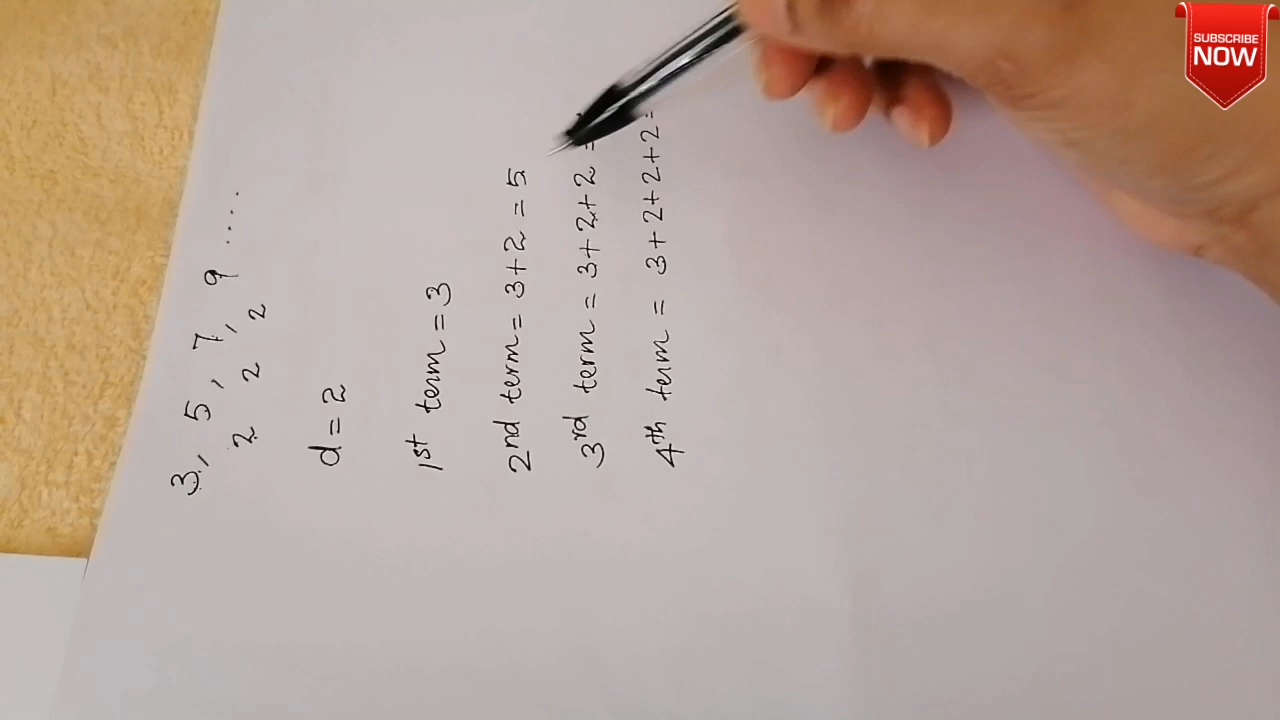 3, 5, 7, 9 ....
2 2 2
d = 2
1st term = 3
2nd term = 3+2 = 5
3rd term = 3+2+2 =
4th term = 3+2+2+2 =
SUBSCRIBE
NOW